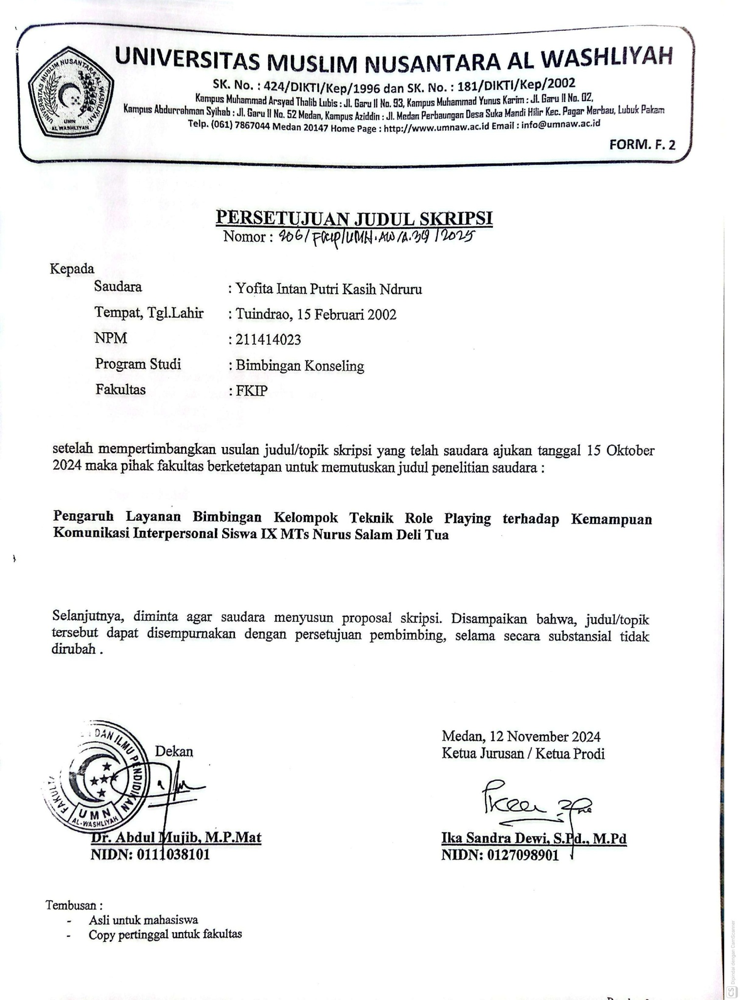 UNIVERSITAS MUSLIM NUSANTARA AL WASHLIYAH
SK. No. : 424/DIKTI/Kep/1996 dan SK. No. : 181/DIKTI/Kep/2002
Kampus Muhammad Arsyad Thalib Lubis : Jl. Garu II No. 93, Kampus Muhammad Yunus Karim : Jl. Garu II No. 02,
Kampus Abdurrahman Syihab : Jl. Garu II No. 52 Medan, Kampus Aziddin : Jl. Medan Perbaungan Desa Suka Mandi Hilir Kec. Pagar Merbau, Lubuk Pakam
Telp. (061) 7867044 Medan 20147 Home Page : http://www.umnaw.ac.id Email : info@umnaw.ac.id
FORM. F. 2
UNIVERSITAS MUSLIM NUSANTARA AL WASHLIYAH
UMN
AL WASHLIYAN
PERSETUJUAN JUDUL SKRIPSI
Nomor : 206/FKIP/UMN.AW/A.39/2025
Kepada
Saudara : Yofita Intan Putri Kasih Ndruru
Tempat, Tgl.Lahir : Tuindrao, 15 Februari 2002
NPM : 211414023
Program Studi : Bimbingan Konseling
Fakultas : FKIP
setelah mempertimbangkan usulan judul/topik skripsi yang telah saudara ajukan tanggal 15 Oktober
2024 maka pihak fakultas berketetapan untuk memutuskan judul penelitian saudara :
Pengaruh Layanan Bimbingan Kelompok Teknik Role Playing terhadap Kemampuan
Komunikasi Interpersonal Siswa IX MTs Nurus Salam Deli Tua
Selanjutnya, diminta agar saudara menyusun proposal skripsi. Disampaikan bahwa, judul/topik
tersebut dapat disempurnakan dengan persetujuan pembimbing, selama secara substansial tidak
dirubah .
Medan, 12 November 2024
Dekan
Ketua Jurusan / Ketua Prodi
DAN ILMU PENDIDIKAN
UMN
AL-WASHLIYAH
Dr. Abdul Mujib, M.P.Mat
NIDN: 0111038101
Ika Sandra Dewi, S.Pd., M.Pd
NIDN: 0127098901
Tembusan :
- Asli untuk mahasiswa
- Copy pertinggal untuk fakultas
CS Dipindai dengan CamScanner